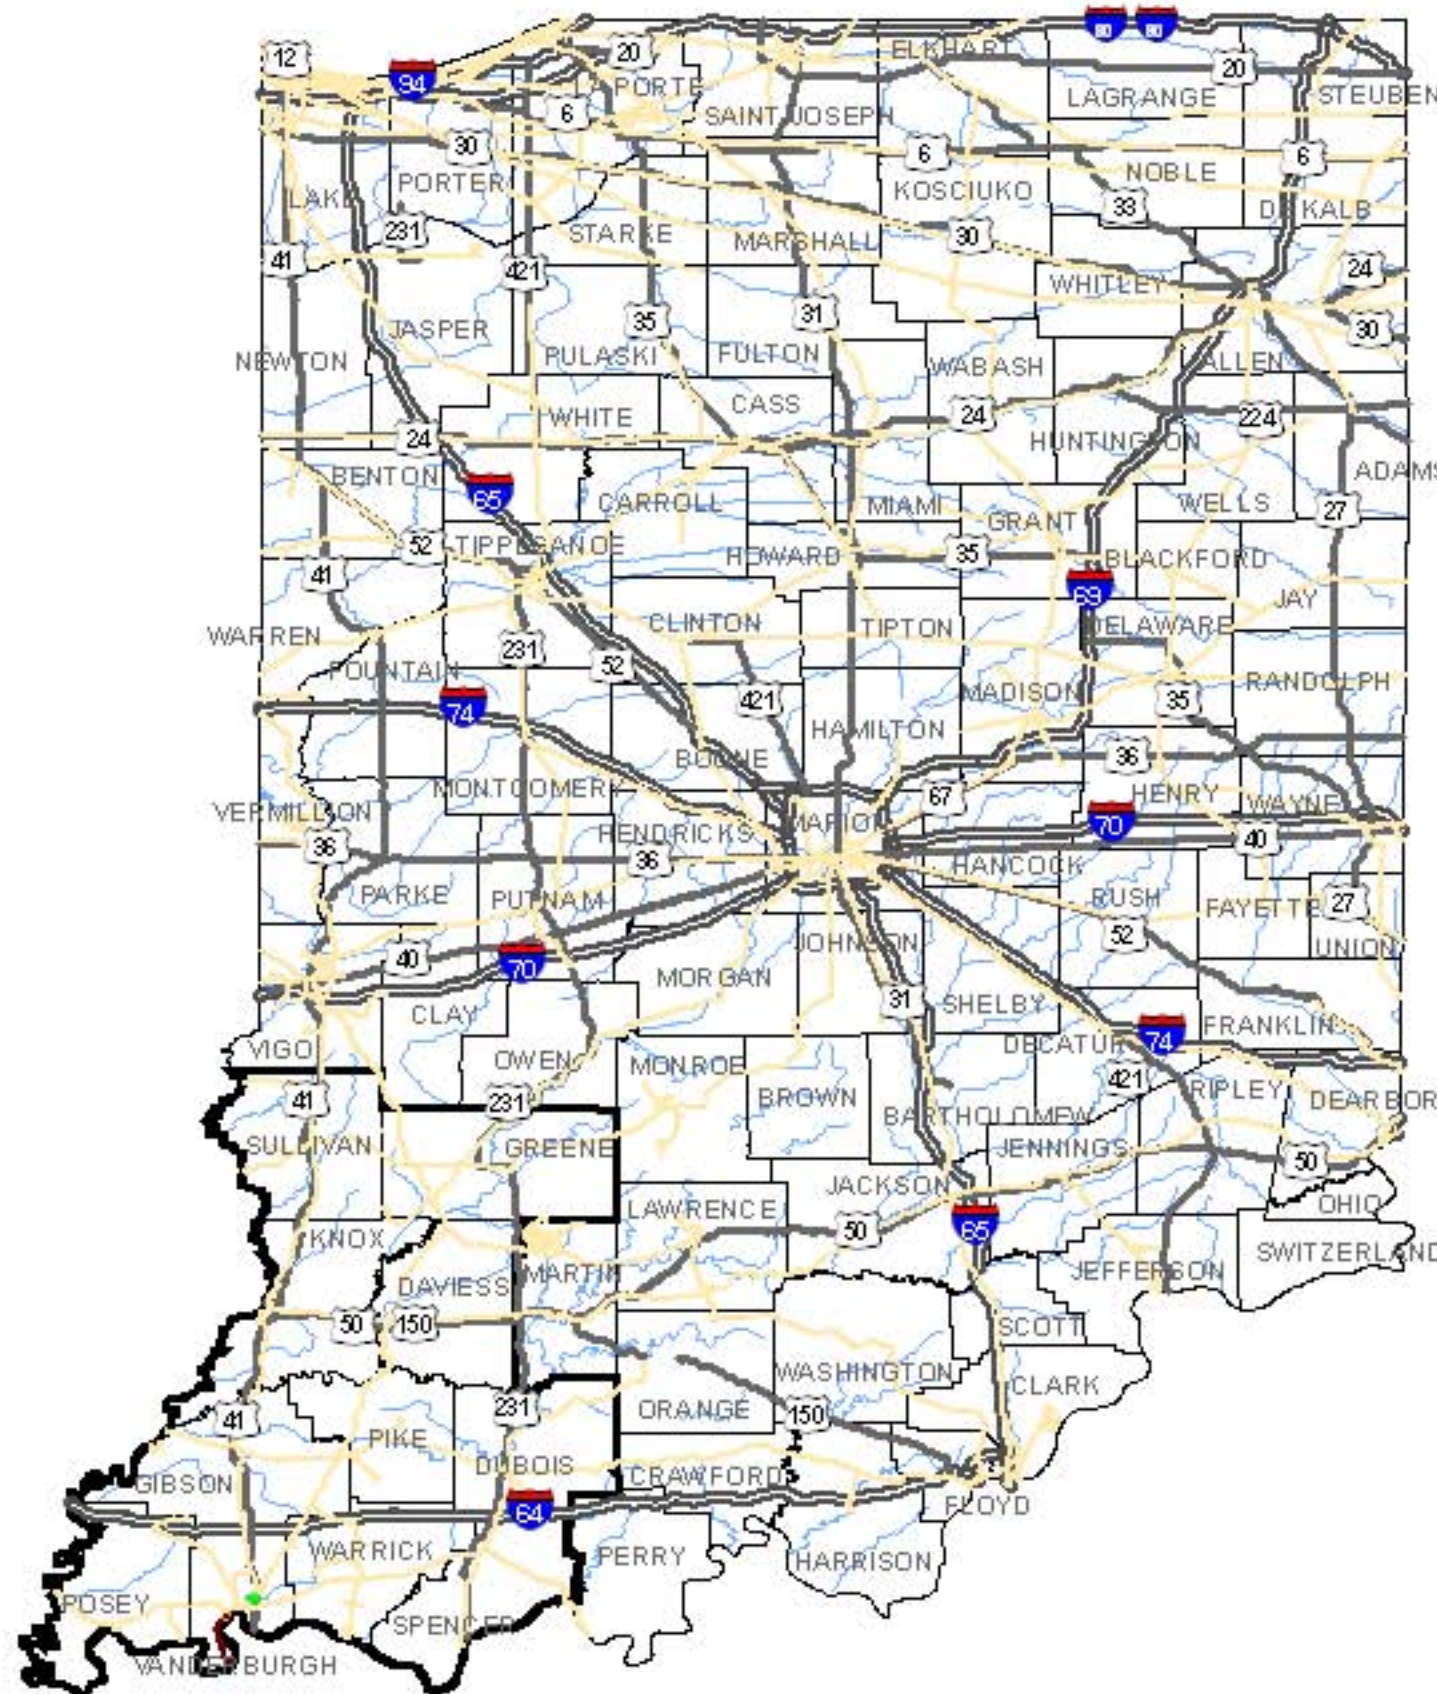 12
20
ELKHART
80
80
94
LA PORTE
20
STEUBEN
6
SAINT JOSEPH
LAGRANGE
30
6
6
NOBLE
LAKE
PORTER
KOSCIUKO
33
DEKALB
231
STARKE
MARSHALL
30
41
421
WHITLEY
24
35
31
JASPER
30
NEWTON
PULASKI
FULTON
WABASH
ALLEN
WHITE
CASS
24
224
24
HUNTINGTON
BENTON
65
CARROLL
MIAMI
WELLS
ADAMS
GRANT
27
52
TIPPECANOE
HOWARD
35
BLACKFORD
41
69
JAY
WARREN
CLINTON
TIPTON
DELAWARE
231
52
FOUNTAIN
MADISON
RANDOLPH
74
421
35
HAMILTON
BOONE
36
MONTGOMERY
67
HENRY
WAYNE
VERMILLION
HENDRICKS
MARION
70
40
36
36
HANCOCK
PARKE
PUTNAM
RUSH
FAYETTE
27
52
40
70
JOHNSON
UNION
MORGAN
31
CLAY
SHELBY
FRANKLIN
VIGO
OWEN
MONROE
DECATUR
74
41
231
BROWN
421
RIPLEY
DEARBOR
BARTHOLOMEW
SULLIVAN
GREENE
JENNINGS
50
JACKSON
LAWRENCE
OHIO
KNOX
50
65
SWITZERLAND
DAVIESS
MARTIN
JEFFERSON
50
150
SCOTT
WASHINGTON
CLARK
41
231
ORANGE
150
PIKE
DUBOIS
GIBSON
CRAWFORD
64
FLOYD
WARRICK
PERRY
HARRISON
POSEY
SPENCER
VANDERBURGH